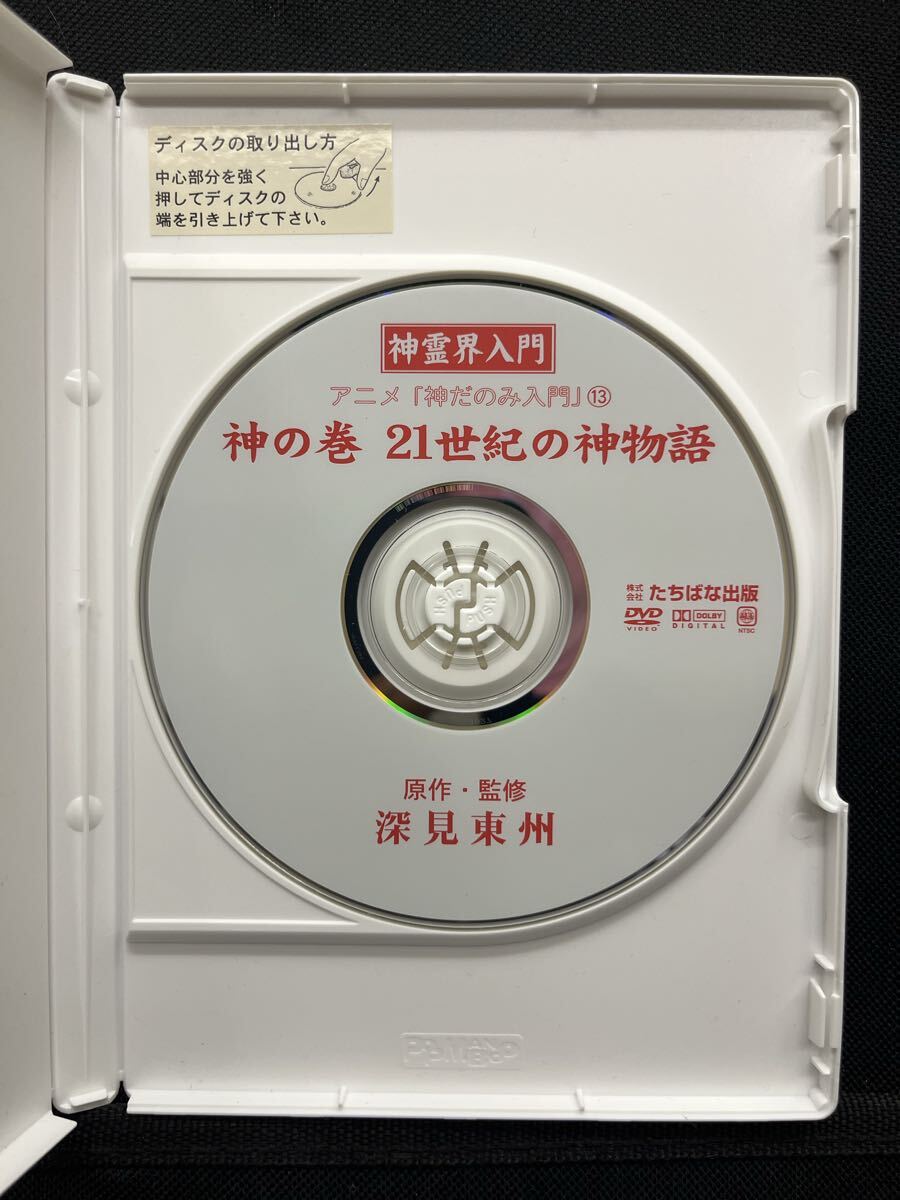 ディスクの取り出し方
中心部分を強く
押してディスクの
端を引き上げて下さい。
神霊界入門
アニメ「神だのみ入門」⑬
神の巻 21世紀の神物語
株式会社 たちばな出版
DVD VIDEO
DOLBY DIGITAL
NTSC
PUSH PUSH
原作・監修
深見東州